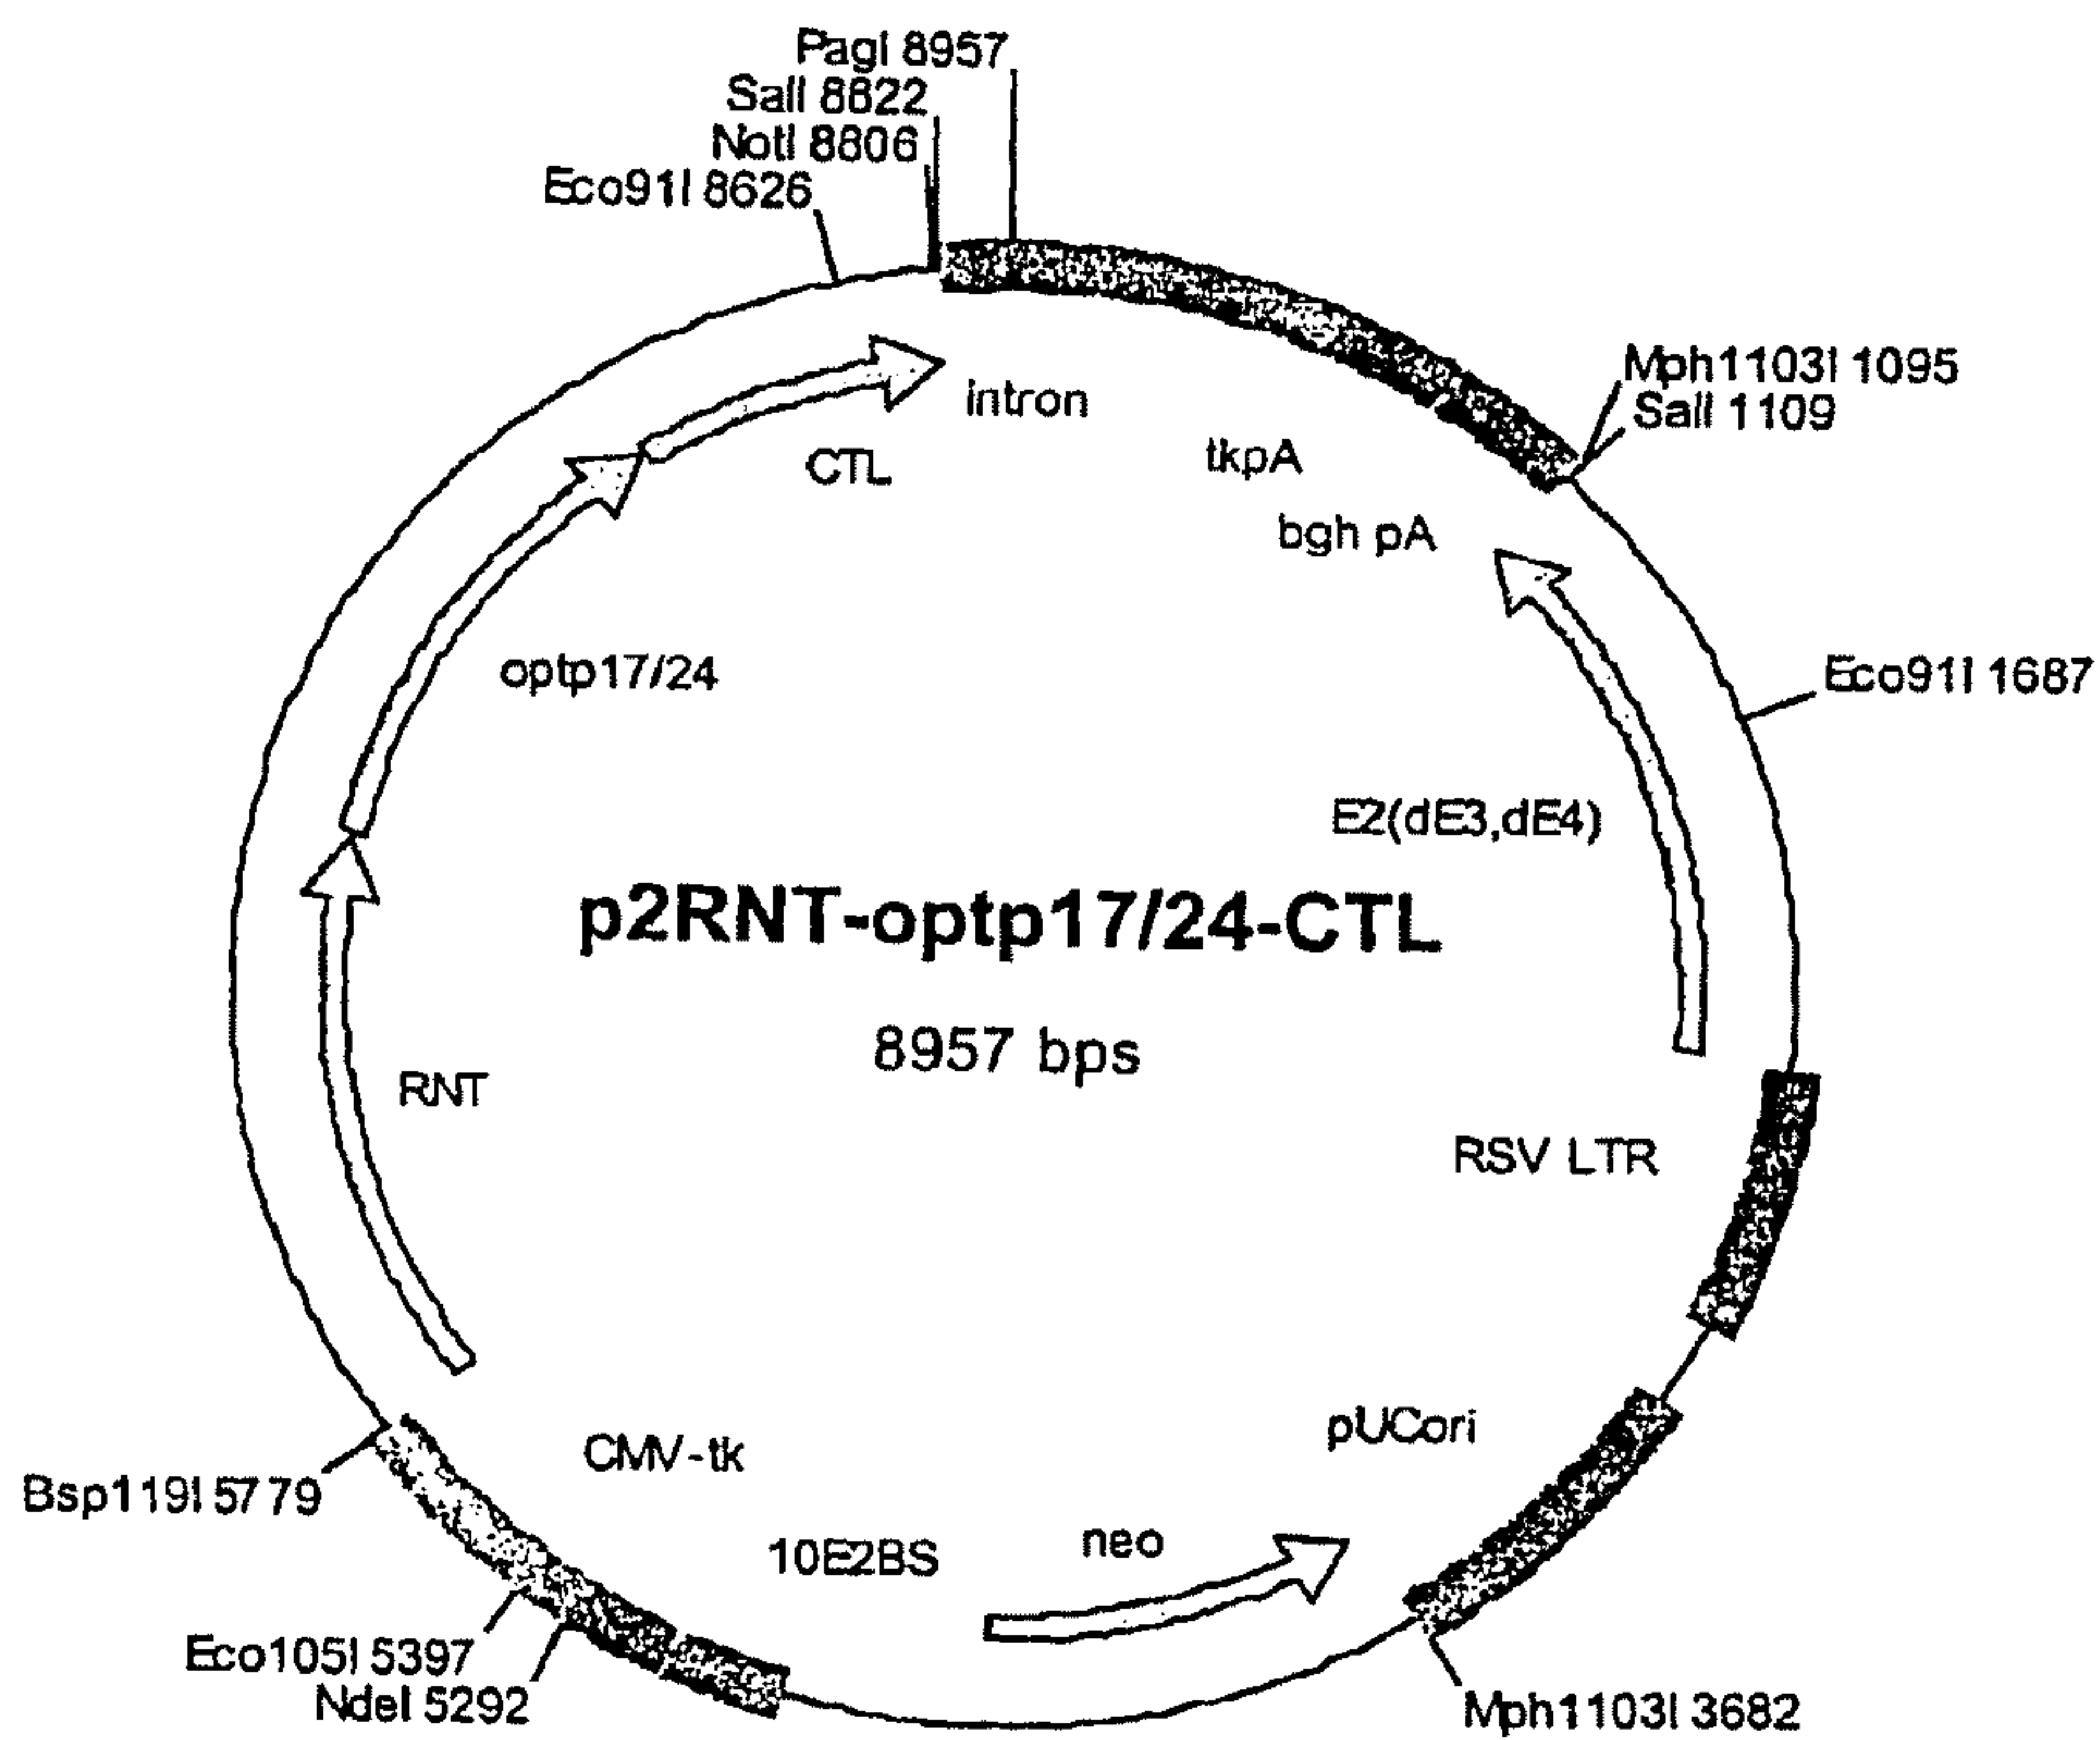 PagI 8957
SalI 8822
NotI 8806
Eco91I 8626
Mph1103I 1095
SalI 1109
intron
CTL
tkpA
bgh pA
optp17/24
Eco91I 1687
E2(dE3,dE4)
p2RNT-optp17/24-CTL
8957 bps
RNT
RSV LTR
pUCori
CMV-tk
Bsp119I 5779
neo
10E2BS
Eco105I 5397
NdeI 5292
Mph1103I 3682